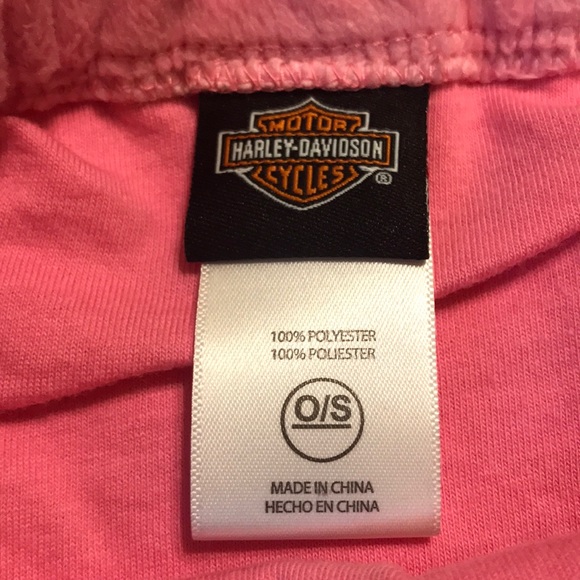 MOTOR
HARLEY-DAVIDSON
CYCLES
®
100% POLYESTER
100% POLIESTER
O/S
MADE IN CHINA
HECHO EN CHINA